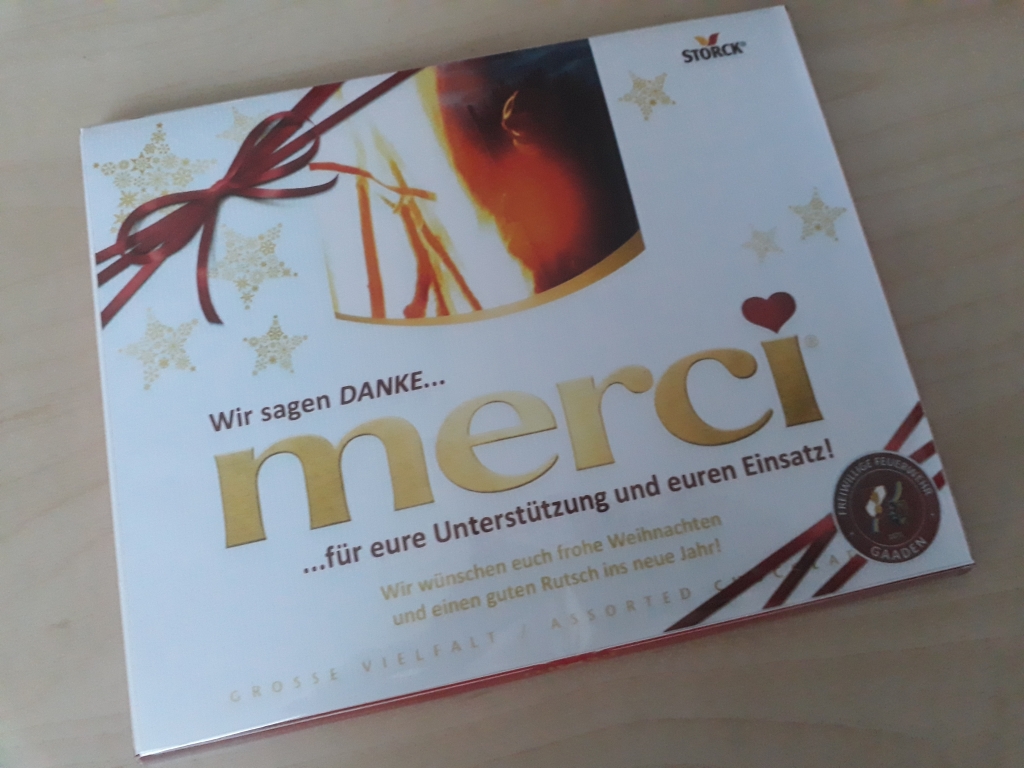 STORCK®
Wir sagen DANKE...
merci®
...für eure Unterstützung und euren Einsatz!
Wir wünschen euch frohe Weihnachten
und einen guten Rutsch ins neue Jahr!
GROSSE VIELFALT / ASSORTED CHOCOLA
FREIWILLIGE FEUERWEHR
GAADEN